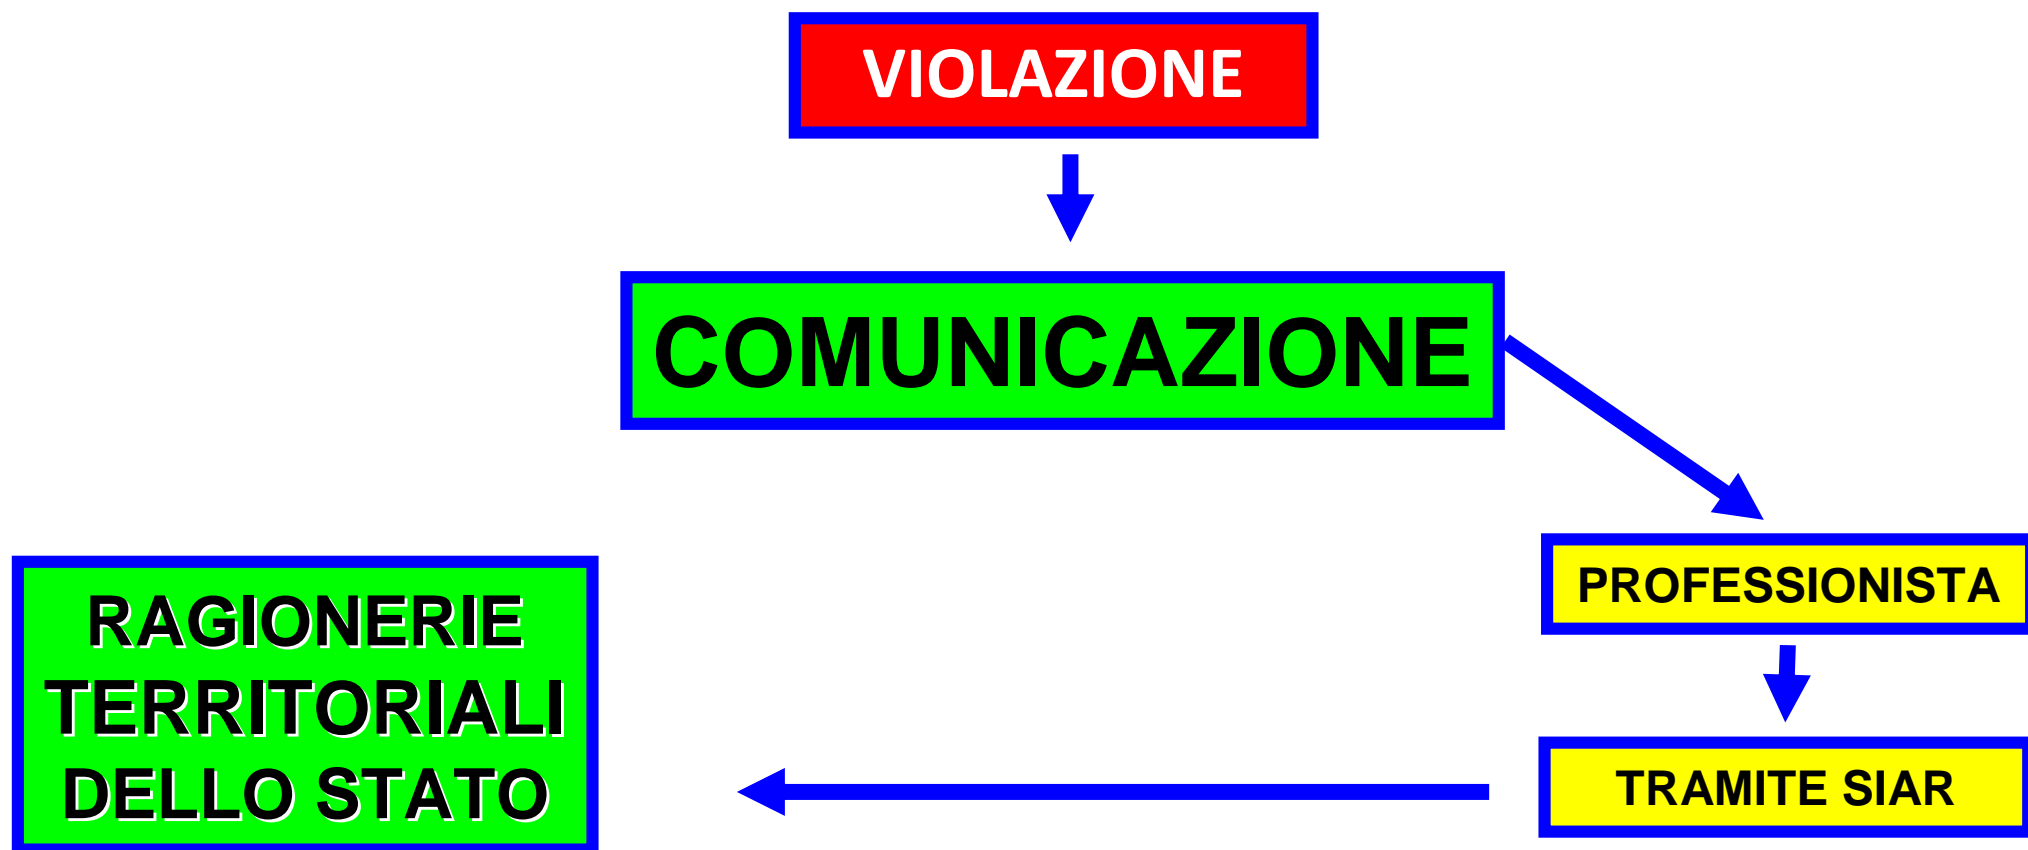 VIOLAZIONE
COMUNICAZIONE
PROFESSIONISTA
TRAMITE SIAR
RAGIONERIE
TERRITORIALI
DELLO STATO